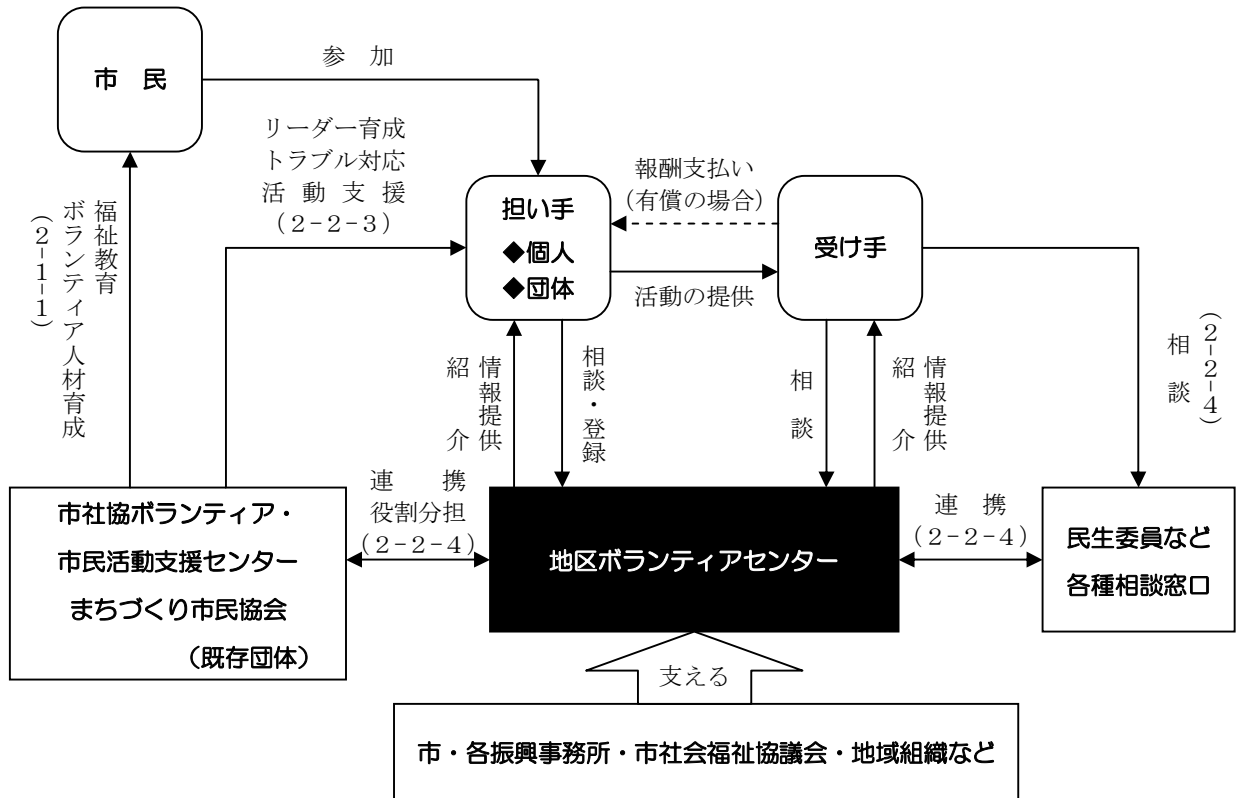 市　民
参　加
リーダー育成
トラブル対応
活 動 支 援
(２-２-３)
福祉教育
ボランティア人材育成
(２-１-１)
担い手
◆個人
◆団体
報酬支払い
(有償の場合)
活動の提供
受け手
情報提供
紹　介
相談・登録
相　談
情報提供
紹　介
(２-２-４)
相　談
市社協ボランティア・
市民活動支援センター
まちづくり市民協会
（既存団体）
連　携
役割分担
(２-２-４)
地区ボランティアセンター
連　携
(２-２-４)
民生委員など
各種相談窓口
支える
市・各振興事務所・市社会福祉協議会・地域組織など